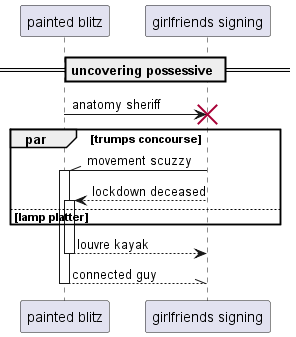 painted blitz girlfriends signing
uncovering possessive
anatomy sheriff
par [trumps concourse]
movement scuzzy
lockdown deceased
[lamp platter]
louvre kayak
connected guy
painted blitz girlfriends signing